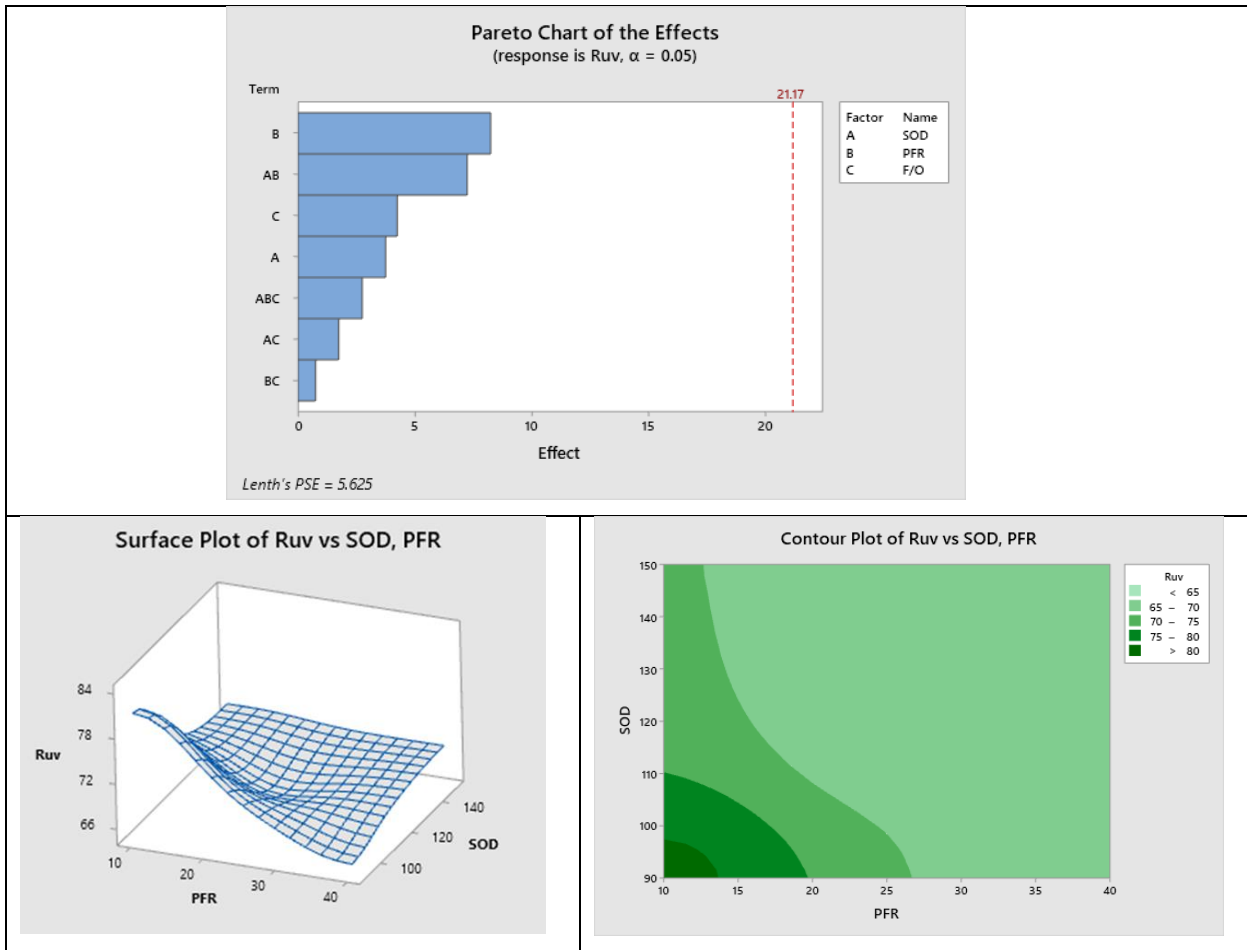 Pareto Chart of the Effects
(response is Ruv, α = 0.05)
Term
21.17
Factor Name
A SOD
B PFR
C F/O
B
AB
C
A
ABC
AC
BC
0 5 10 15 20
Effect
Lenth's PSE = 5.625
Surface Plot of Ruv vs SOD, PFR
84
78
Ruv
72
66
10
20
30
40
PFR
100
120
140
SOD
Contour Plot of Ruv vs SOD, PFR
150
140
130
120
110
100
90
SOD
10 15 20 25 30 35 40
PFR
Ruv
< 65
65 – 70
70 – 75
75 – 80
> 80